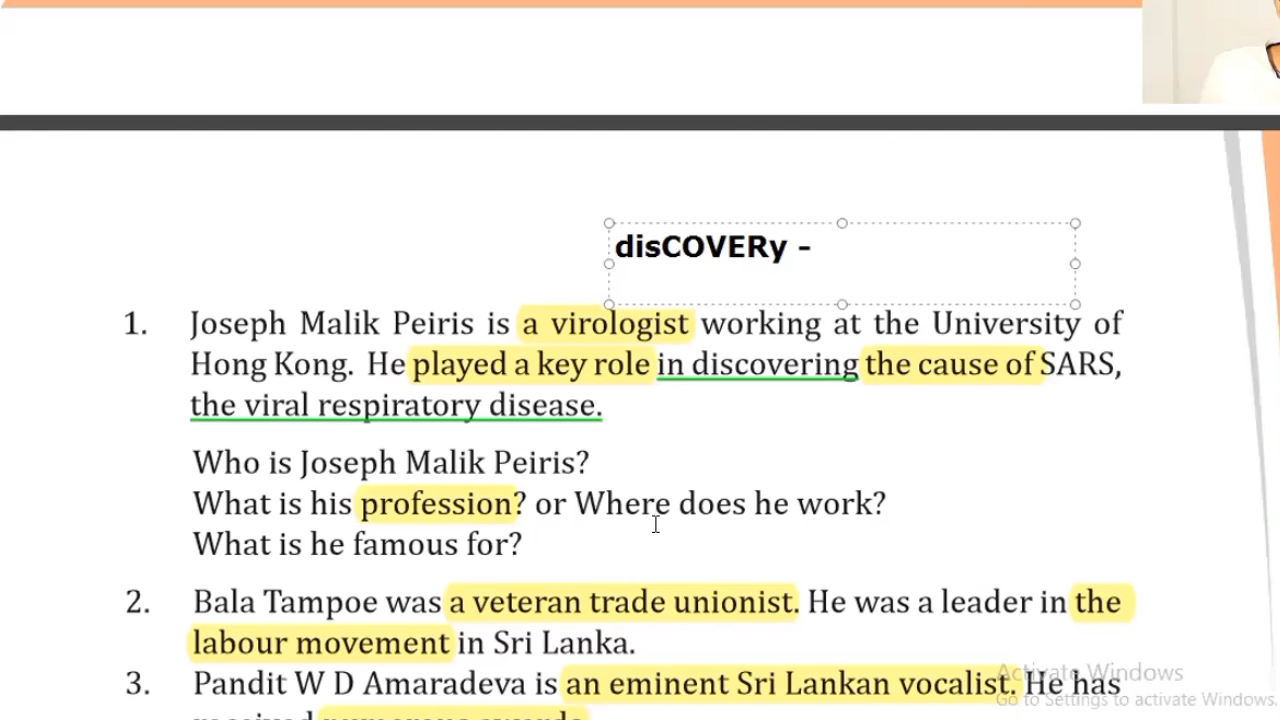 disCOVERy -
1. Joseph Malik Peiris is a virologist working at the University of
Hong Kong. He played a key role in discovering the cause of SARS,
the viral respiratory disease.
Who is Joseph Malik Peiris?
What is his profession? or Where does he work?
What is he famous for?
2. Bala Tampoe was a veteran trade unionist. He was a leader in the
labour movement in Sri Lanka.
3. Pandit W D Amaradeva is an eminent Sri Lankan vocalist. He has
received numerous awards.
Activate Windows
Go to Settings to activate Windows.